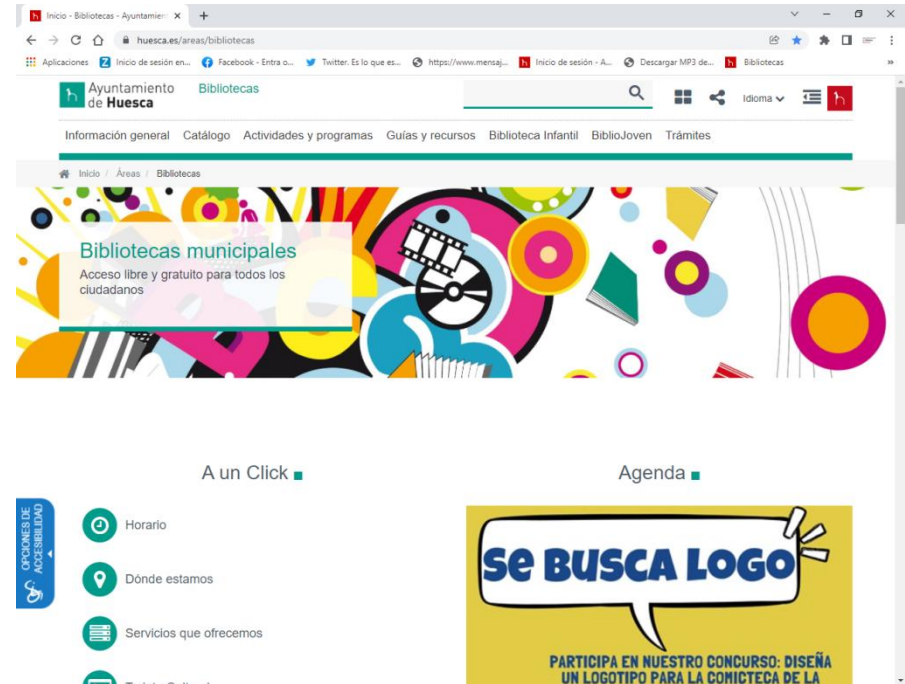 Inicio - Bibliotecas - Ayuntamien
huesca.es/areas/bibliotecas
Aplicaciones
Inicio de sesión en...
Facebook - Entra o...
Twitter. Es lo que es...
https://www.mensaj...
Inicio de sesión - A...
Descargar MP3 de...
Bibliotecas
Ayuntamiento
de Huesca
Bibliotecas
Idioma
Información general Catálogo Actividades y programas Guías y recursos Biblioteca Infantil BiblioJoven Trámites
Inicio / Áreas / Bibliotecas
Bibliotecas municipales
Acceso libre y gratuito para todos los
ciudadanos
A un Click
Horario
Dónde estamos
Servicios que ofrecemos
Agenda
Se BUSCA LOGO
PARTICIPA EN NUESTRO CONCURSO: DISEÑA
UN LOGOTIPO PARA LA COMICTECA DE LA
OPCIONES DE
ACCESIBILIDAD